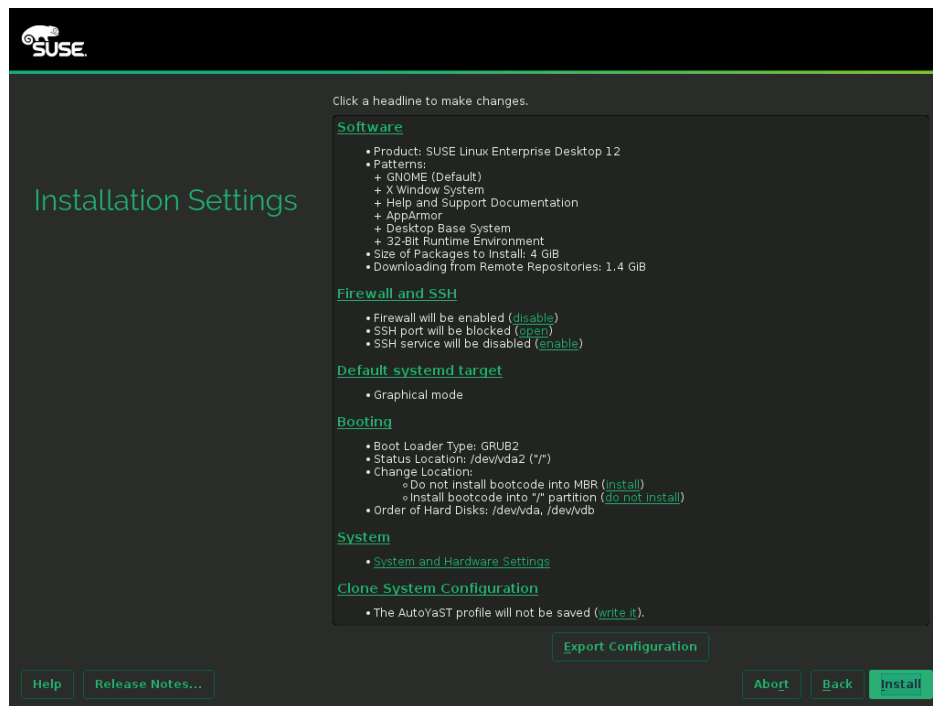 SUSE.
Click a headline to make changes.
Installation Settings
Software
• Product: SUSE Linux Enterprise Desktop 12
• Patterns:
+ GNOME (Default)
+ X Window System
+ Help and Support Documentation
+ AppArmor
+ Desktop Base System
+ 32-Bit Runtime Environment
• Size of Packages to Install: 4 GiB
• Downloading from Remote Repositories: 1.4 GiB
Firewall and SSH
• Firewall will be enabled (disable)
• SSH port will be blocked (open)
• SSH service will be disabled (enable)
Default systemd target
• Graphical mode
Booting
• Boot Loader Type: GRUB2
• Status Location: /dev/vda2 ("/")
• Change Location:
◦ Do not install bootcode into MBR (install)
◦ Install bootcode into "/" partition (do not install)
• Order of Hard Disks: /dev/vda, /dev/vdb
System
• System and Hardware Settings
Clone System Configuration
• The AutoYaST profile will not be saved (write it).
Export Configuration
Help Release Notes... Abort Back Install